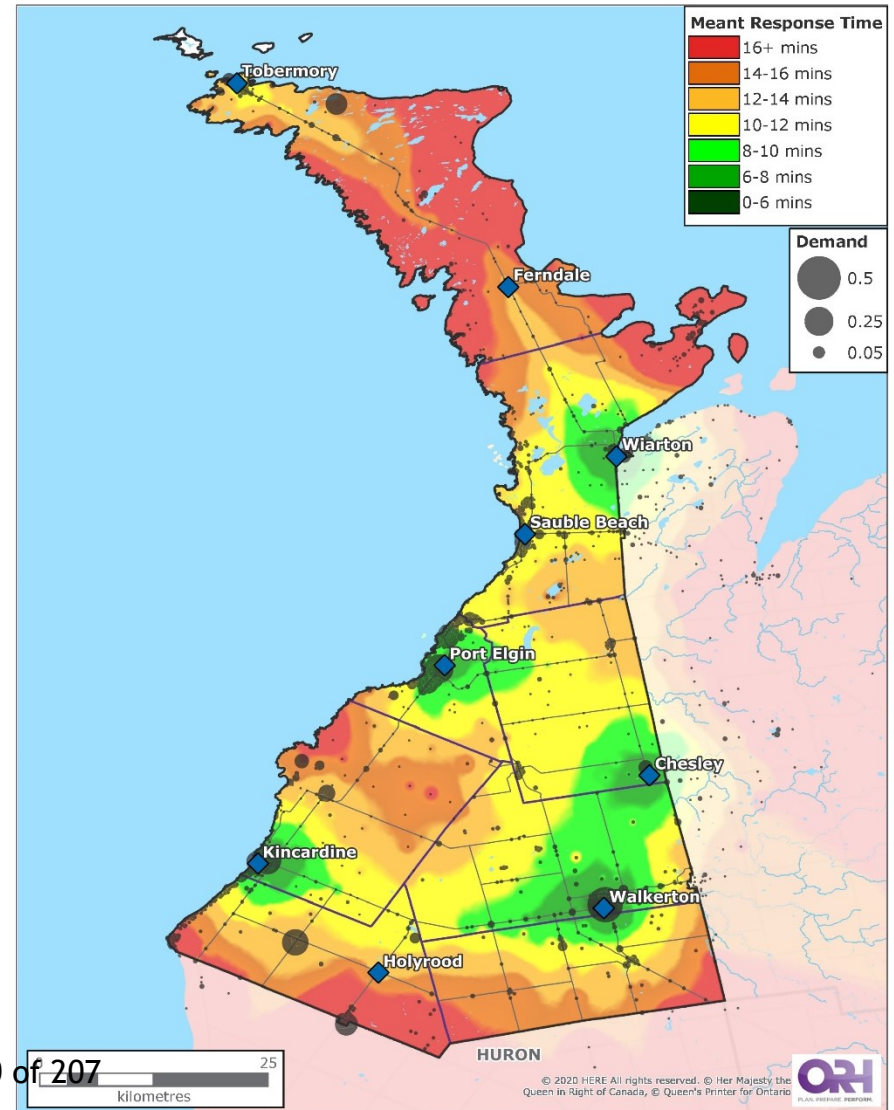 Meant Response Time
16+ mins
14-16 mins
12-14 mins
10-12 mins
8-10 mins
6-8 mins
0-6 mins
Demand
0.5
0.25
0.05
Tobermory
Ferndale
Wiarton
Sauble Beach
Port Elgin
Chesley
Kincardine
Walkerton
Holyrood
HURON
25
of 207
kilometres
© 2020 HERE All rights reserved. © Her Majesty the
Queen in Right of Canada, © Queen's Printer for Ontario
ORH
PLAN. PREPARE. PERFORM.